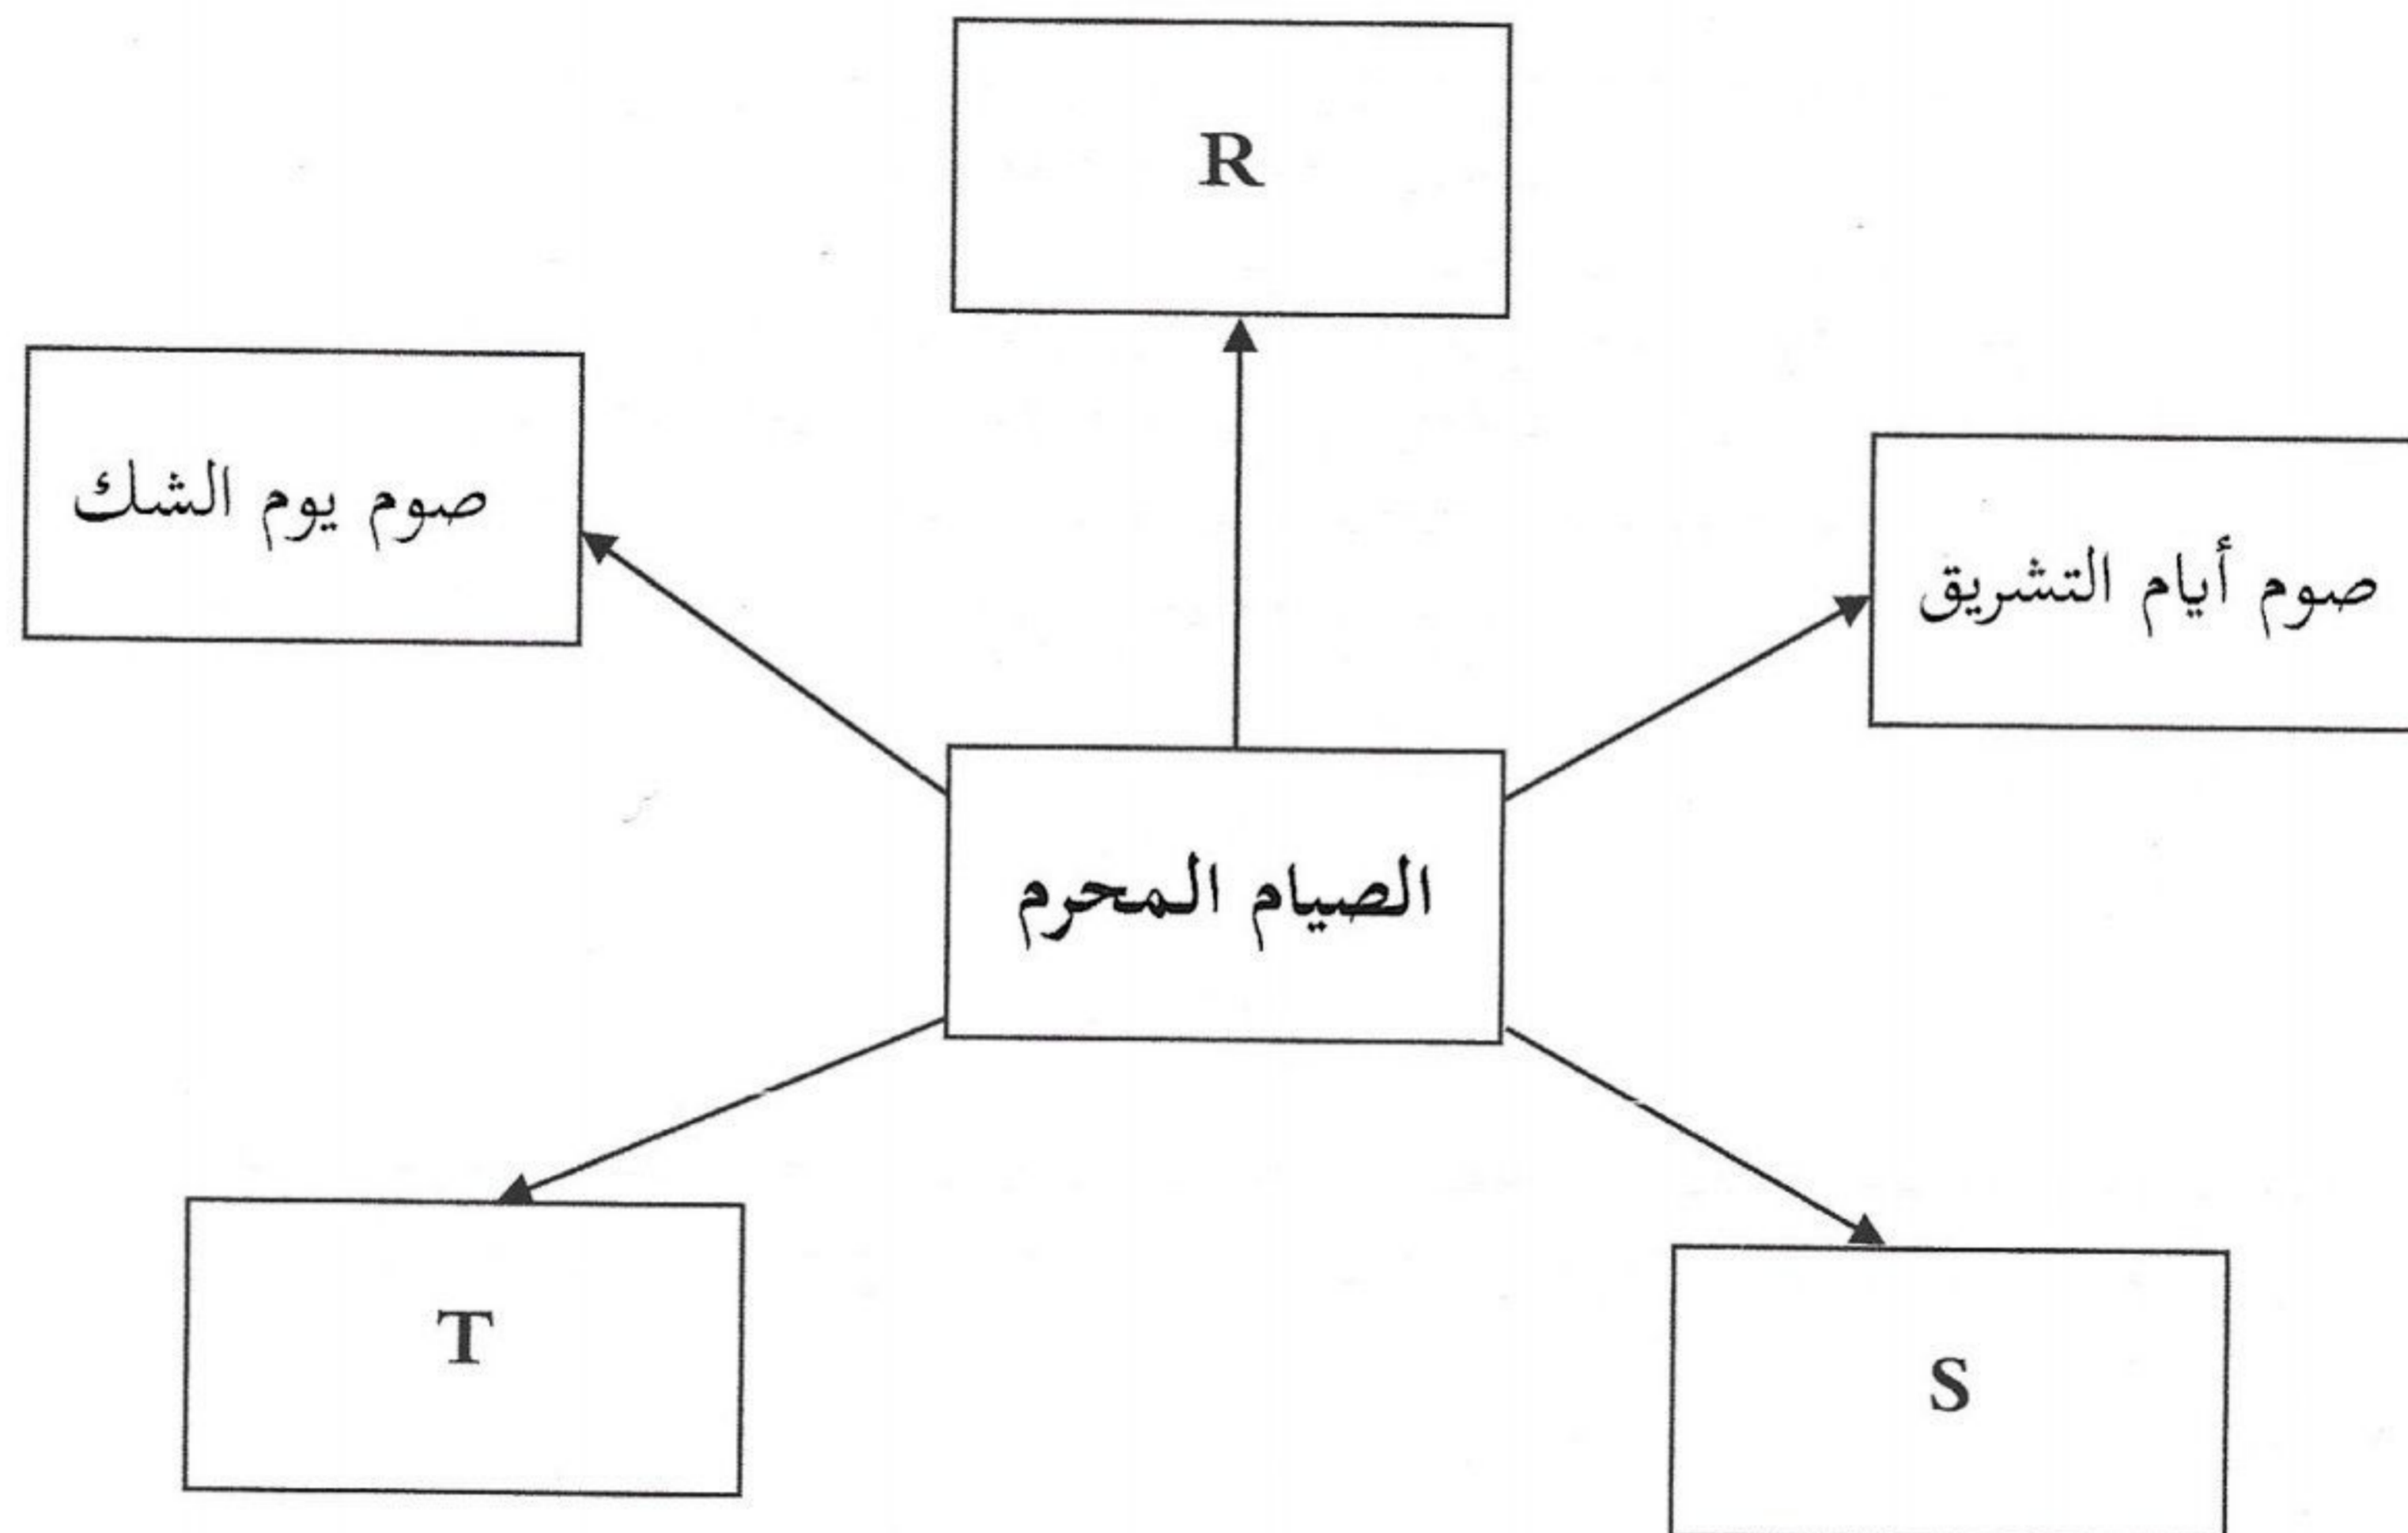 R
صوم يوم الشك
صوم أيام التشريق
الصيام المحرم
T
S